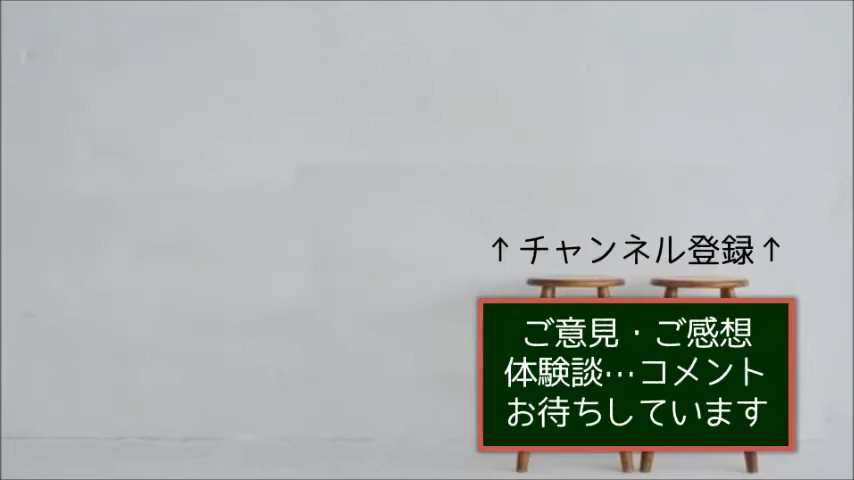 ↑チャンネル登録↑
ご意見・ご感想
体験談…コメント
お待ちしています